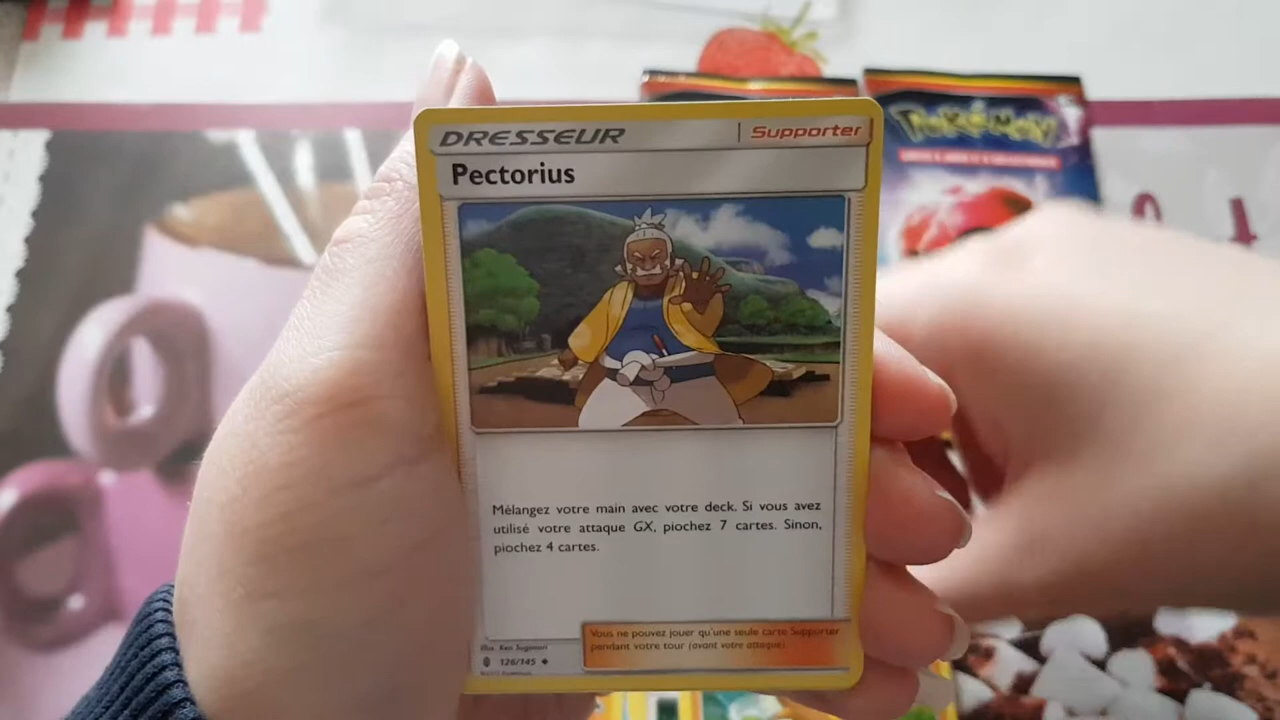 DRESSEUR
Supporter
Pectorius
Pokémon
Mélangez votre main avec votre deck. Si vous avez
utilisé votre attaque GX, piochez 7 cartes. Sinon,
piochez 4 cartes.
Vous ne pouvez jouer qu'une seule carte Supporter
pendant votre tour (avant votre attaque).
Illus. Ken Sugimori
126/145